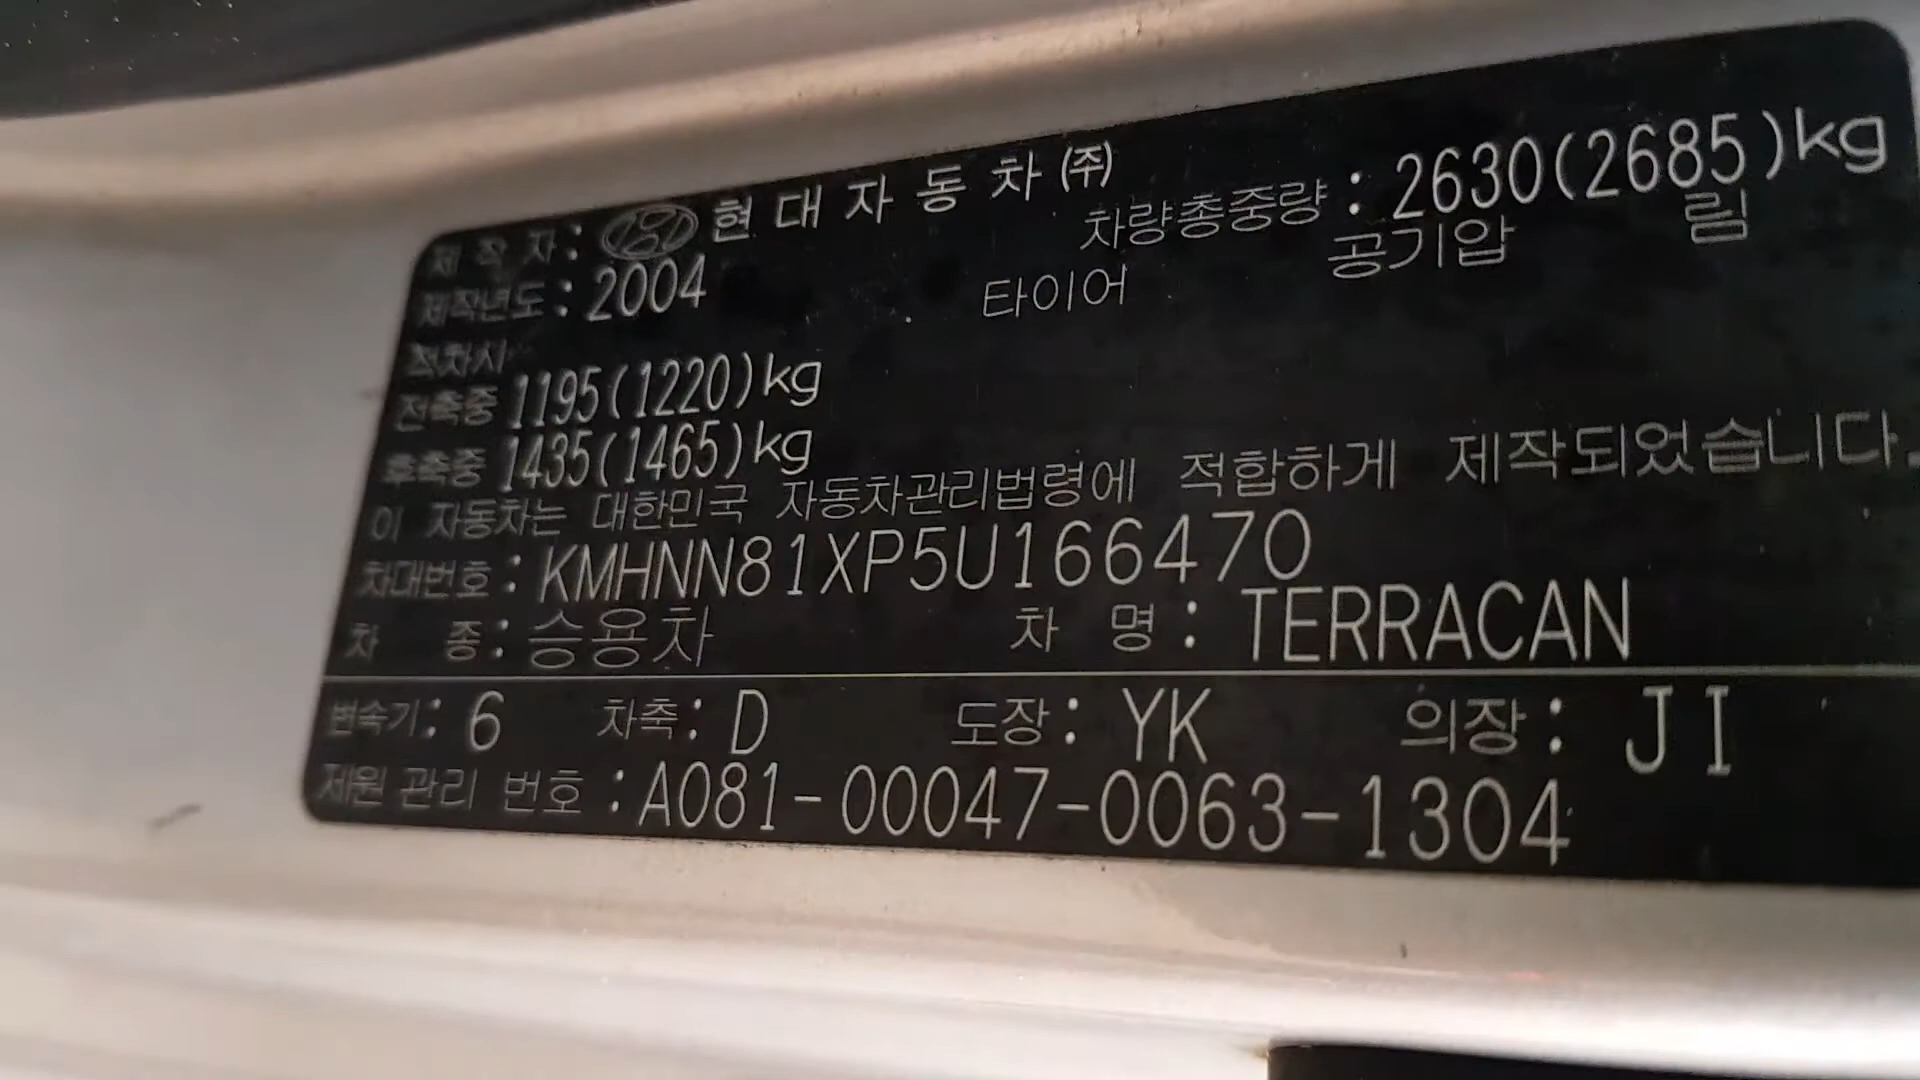 제 작 자 : 현 대 자 동 차 ㈜ 차량총중량 : 2630(2685)kg
제작년도 : 2004 타이어 공기압 림
적차시
전축중 1195(1220)kg
후축중 1435(1465)kg
이 자동차는 대한민국 자동차관리법령에 적합하게 제작되었습니다.
차대번호 : KMHNN81XP5U166470
차 종 : 승용차 차 명 : TERRACAN
변속기 : 6 차축 : D 도장 : YK 의장 : JI
제원 관리 번호 : A081-00047-0063-1304